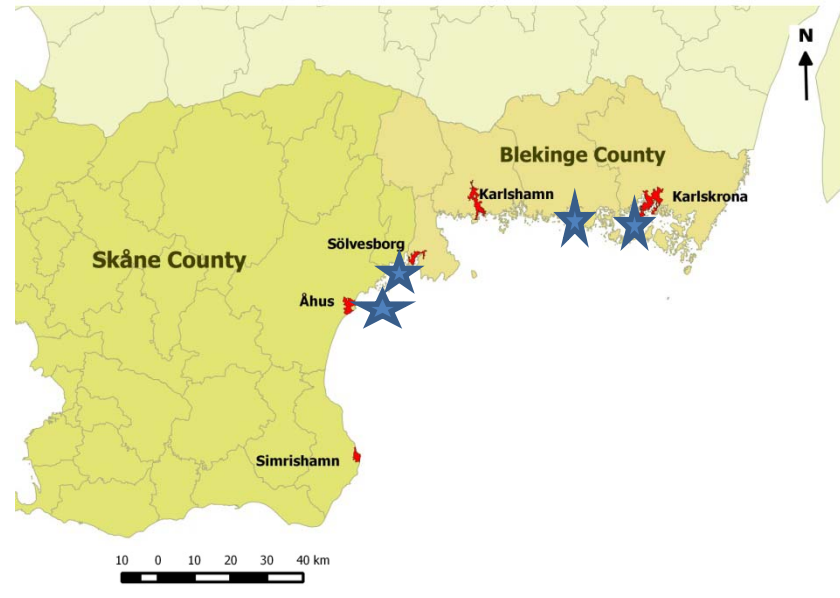 N
Blekinge County
Karlshamn
Karlskrona
Sölvesborg
Skåne County
Åhus
Simrishamn
10 0 10 20 30 40 km